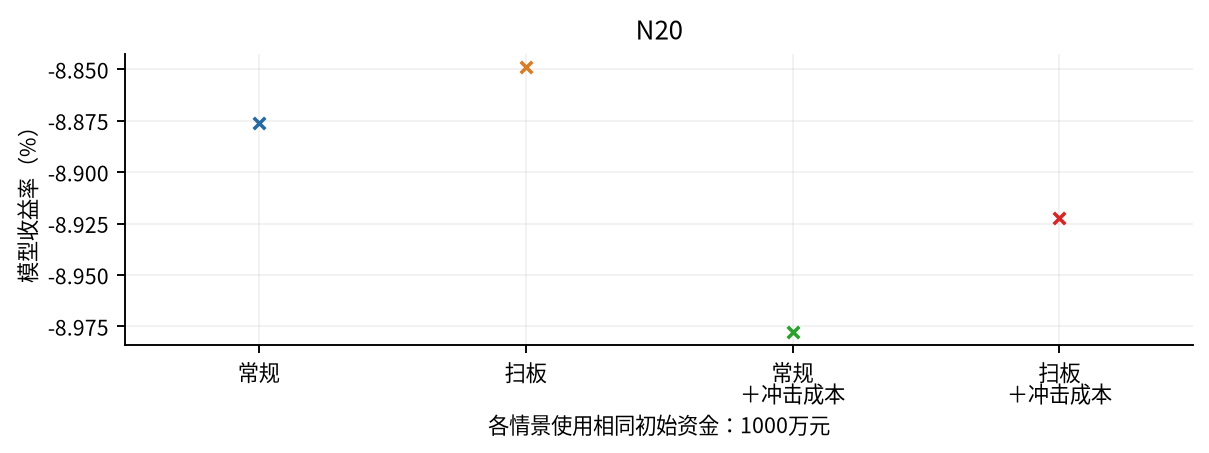 N20
模型收益率（%）
-8.850
-8.875
-8.900
-8.925
-8.950
-8.975
常规
扫板
常规
＋冲击成本
扫板
＋冲击成本
各情景使用相同初始资金：1000万元